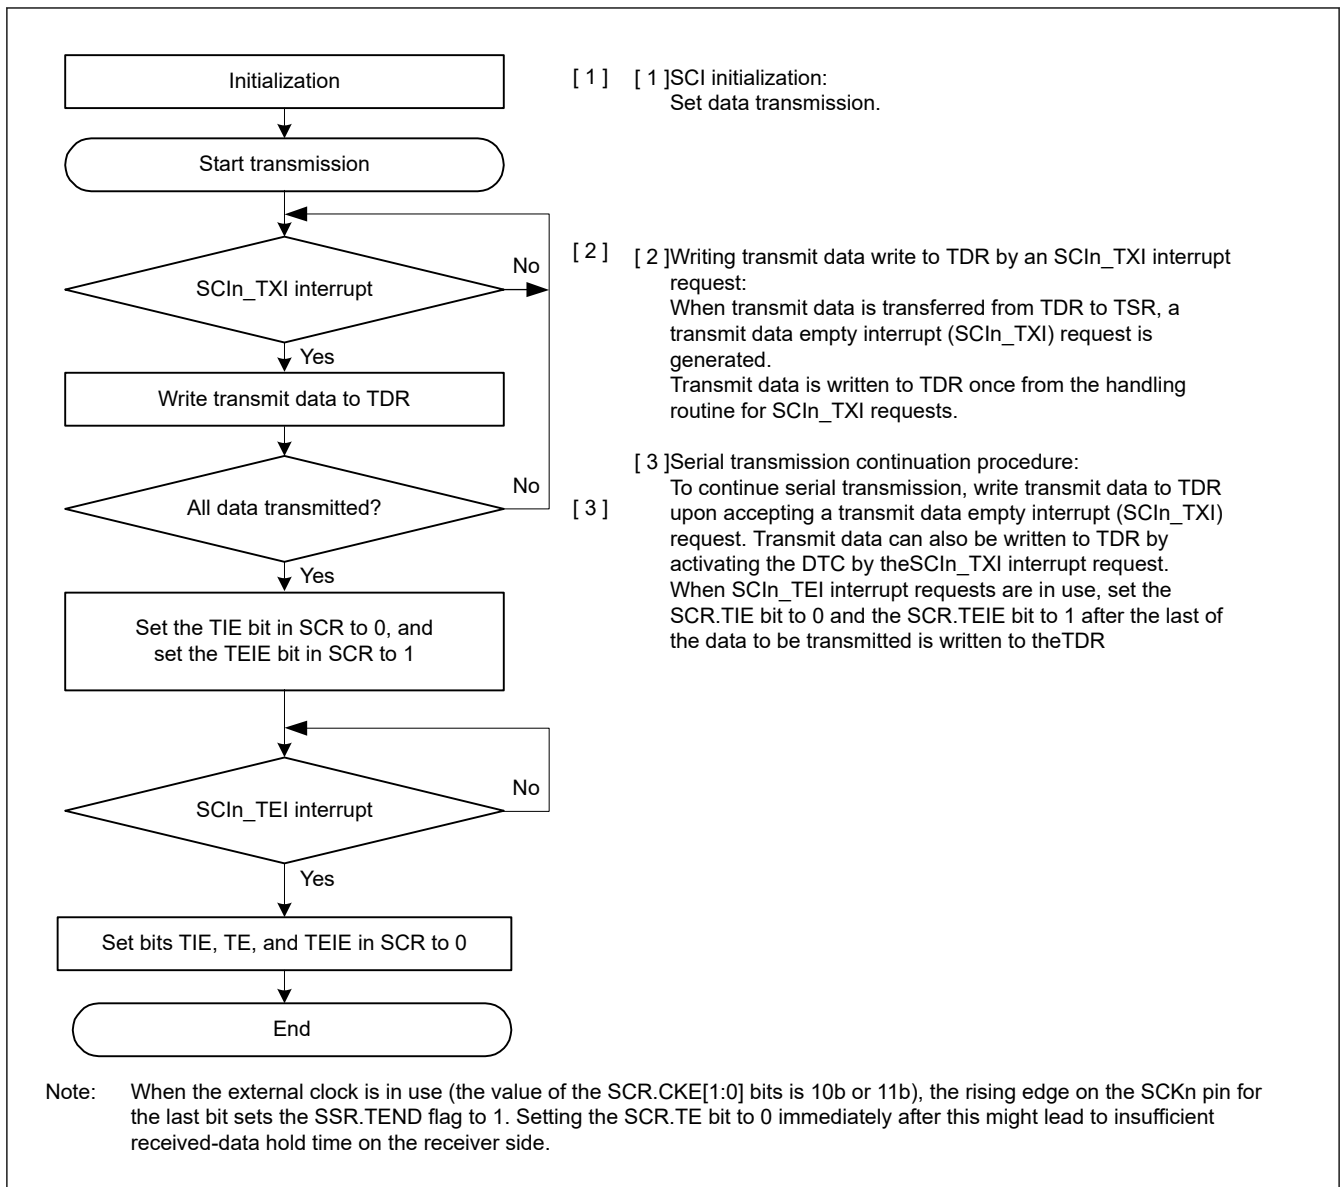 Initialization
[ 1 ]
[ 1 ]SCI initialization:
Set data transmission.
Start transmission
SCIn_TXI interrupt
No
Yes
[ 2 ]
[ 2 ]Writing transmit data write to TDR by an SCIn_TXI interrupt
request:
When transmit data is transferred from TDR to TSR, a
transmit data empty interrupt (SCIn_TXI) request is
generated.
Transmit data is written to TDR once from the handling
routine for SCIn_TXI requests.
Write transmit data to TDR
All data transmitted?
No
Yes
[ 3 ]
[ 3 ]Serial transmission continuation procedure:
To continue serial transmission, write transmit data to TDR
upon accepting a transmit data empty interrupt (SCIn_TXI)
request. Transmit data can also be written to TDR by
activating the DTC by theSCIn_TXI interrupt request.
When SCIn_TEI interrupt requests are in use, set the
SCR.TIE bit to 0 and the SCR.TEIE bit to 1 after the last of
the data to be transmitted is written to theTDR
Set the TIE bit in SCR to 0, and
set the TEIE bit in SCR to 1
SCIn_TEI interrupt
No
Yes
Set bits TIE, TE, and TEIE in SCR to 0
End
Note: When the external clock is in use (the value of the SCR.CKE[1:0] bits is 10b or 11b), the rising edge on the SCKn pin for
the last bit sets the SSR.TEND flag to 1. Setting the SCR.TE bit to 0 immediately after this might lead to insufficient
received-data hold time on the receiver side.